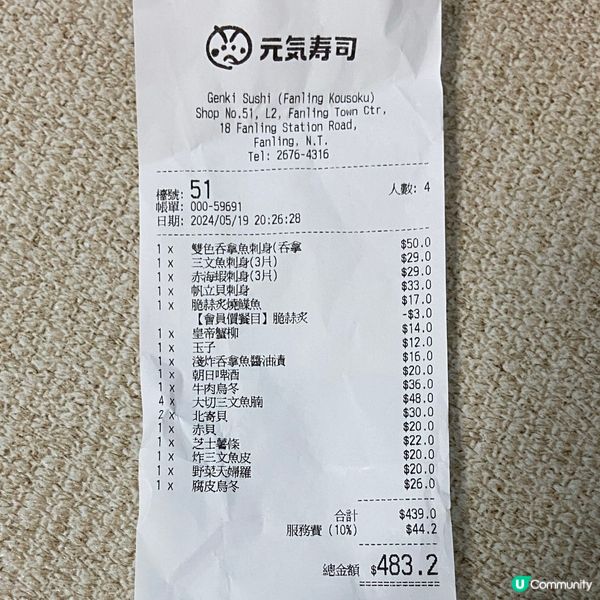 元気寿司
Genki Sushi (Fanling Kousoku)
Shop No.51, L2, Fanling Town Ctr,
18 Fanling Station Road,
Fanling, N.T.
Tel: 2676-4316
檯號: 51 人數: 4
帳單: 000-59691
日期: 2024/05/19 20:26:28
1 x 雙色吞拿魚刺身(吞拿 $50.0
1 x 三文魚刺身(3片) $29.0
1 x 赤海蝦刺身(3片) $29.0
1 x 帆立貝刺身 $33.0
1 x 脆蒜炙燒鰈魚 $17.0
【會員價餐目】脆蒜炙 -$3.0
1 x 皇帝蟹柳 $14.0
1 x 玉子 $12.0
1 x 淺炸吞拿魚醬油漬 $16.0
1 x 朝日啤酒 $20.0
1 x 牛肉烏冬 $36.0
4 x 大切三文魚腩 $48.0
2 x 北寄貝 $30.0
1 x 赤貝 $20.0
1 x 芝士薯條 $22.0
1 x 炸三文魚皮 $20.0
1 x 野菜天婦羅 $20.0
1 x 腐皮烏冬 $26.0
合計 $439.0
服務費 (10%) $44.2
總金額 $483.2
U Community